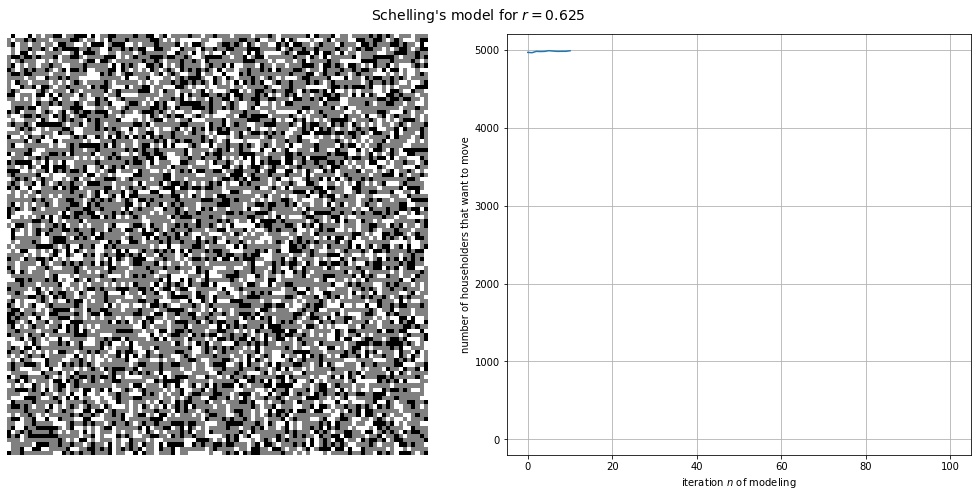 Schelling's model for r = 0.625
number of householders that want to move
5000
4000
3000
2000
1000
0
0 20 40 60 80 100
iteration n of modeling